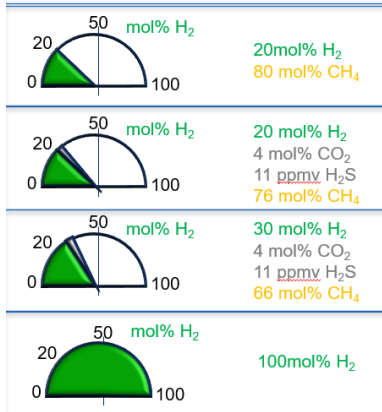 50 mol% H₂
20
0 100
20mol% H₂
80 mol% CH₄
50 mol% H₂
20
0 100
20 mol% H₂
4 mol% CO₂
11 ppmv H₂S
76 mol% CH₄
50 mol% H₂
20
0 100
30 mol% H₂
4 mol% CO₂
11 ppmv H₂S
66 mol% CH₄
50 mol% H₂
20
0 100
100mol% H₂